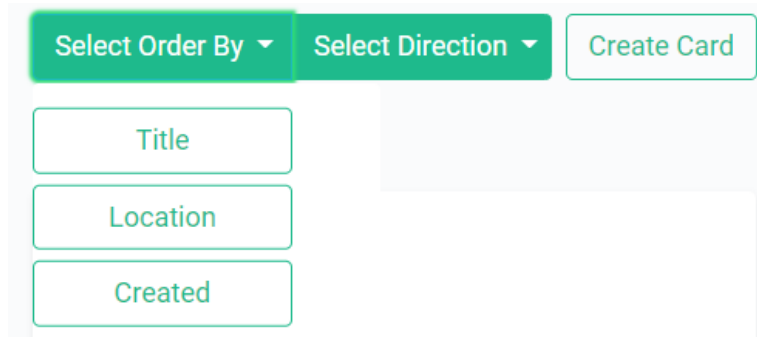 Select Order By Select Direction Create Card
Title
Location
Created